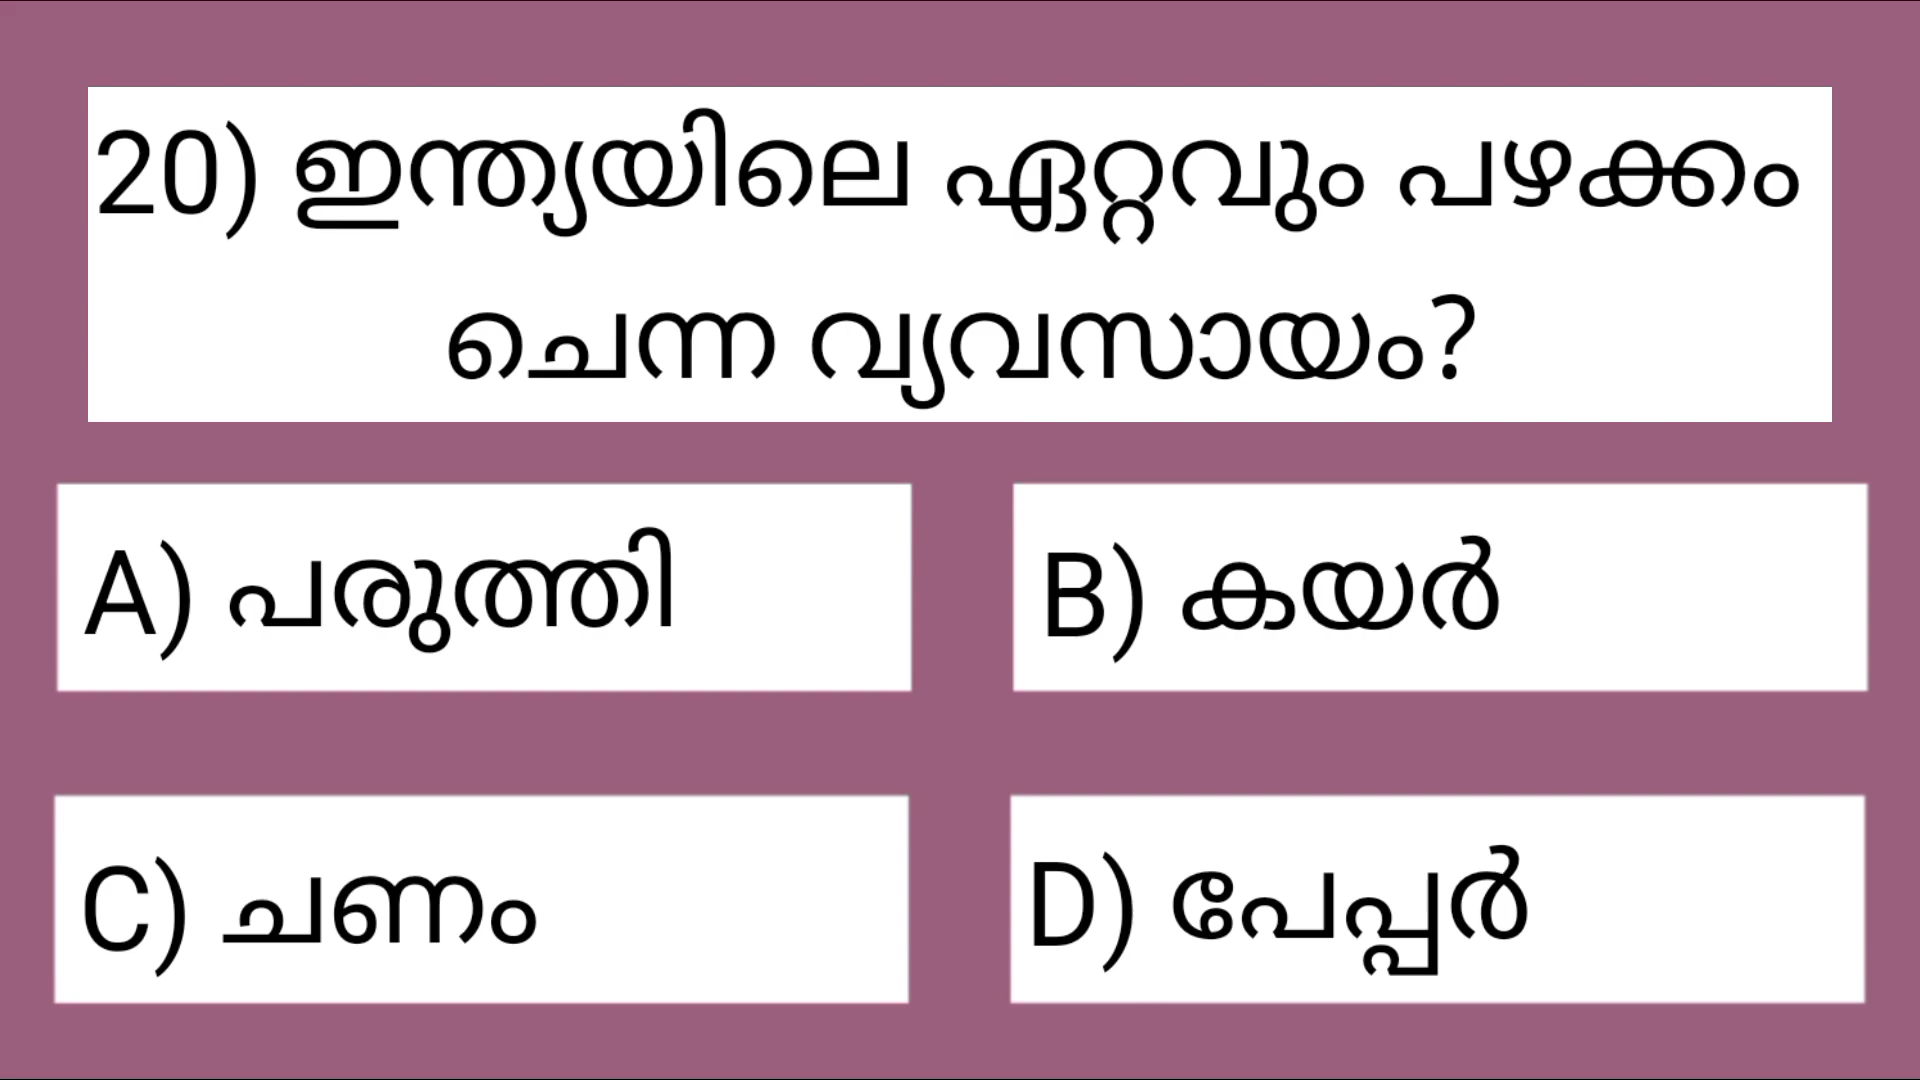 20) ഇന്ത്യയിലെ ഏറ്റവും പഴക്കം
ചെന്ന വ്യവസായം?
A) പരുത്തി
B) കയർ
C) ചണം
D) പേപ്പർ